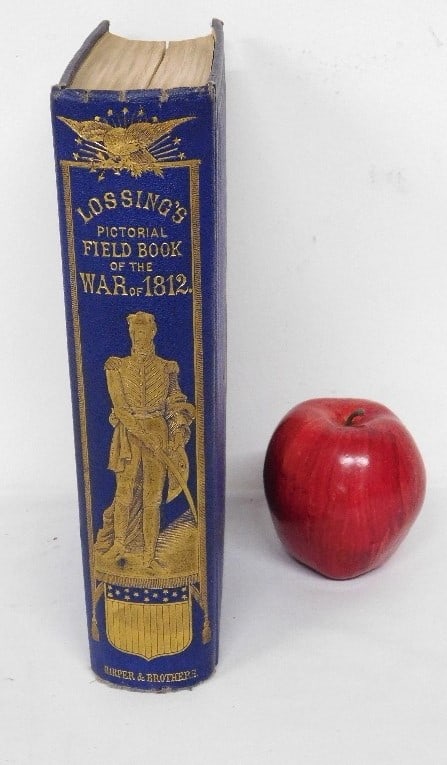 LOSSING'S
PICTORIAL
FIELD BOOK
OF THE
WAR OF 1812.
HARPER & BROTHERS.